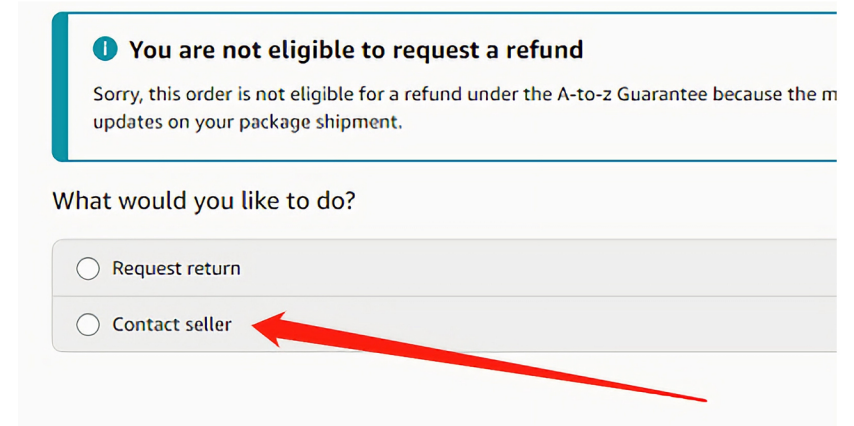 You are not eligible to request a refund
Sorry, this order is not eligible for a refund under the A-to-z Guarantee because the
updates on your package shipment.
What would you like to do?
Request return
Contact seller